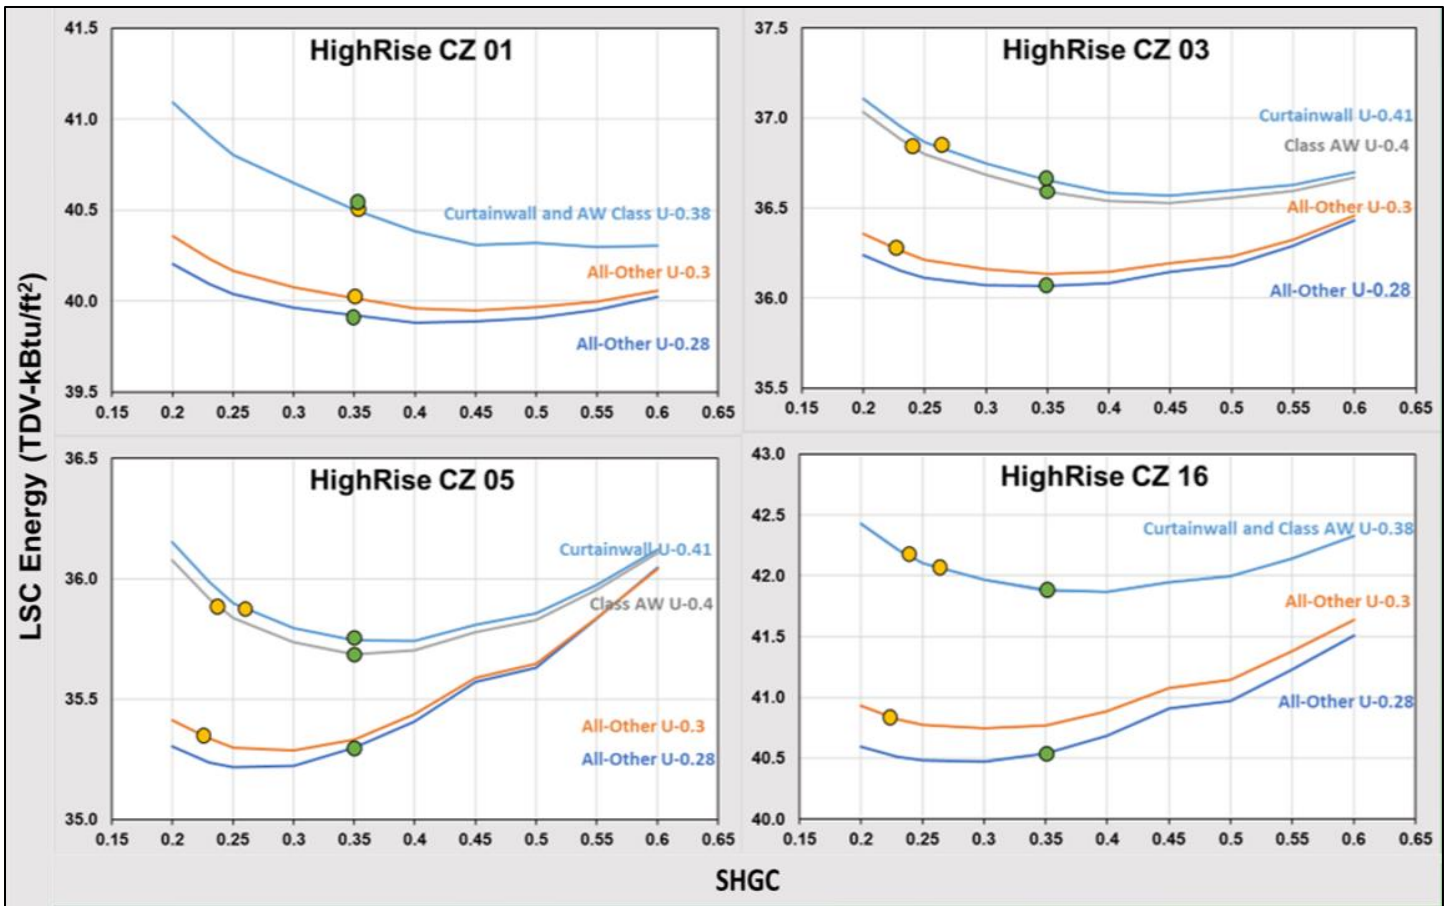 LSC Energy (TDV-kBtu/ft²)
HighRise CZ 01
41.5
41.0
40.5
40.0
39.5
Curtainwall and AW Class U-0.38
All-Other U-0.3
All-Other U-0.28
0.15 0.2 0.25 0.3 0.35 0.4 0.45 0.5 0.55 0.6 0.65
HighRise CZ 03
37.5
37.0
36.5
36.0
35.5
Curtainwall U-0.41
Class AW U-0.4
All-Other U-0.3
All-Other U-0.28
0.15 0.2 0.25 0.3 0.35 0.4 0.45 0.5 0.55 0.6 0.65
HighRise CZ 05
36.5
36.0
35.5
35.0
Curtainwall U-0.41
Class AW U-0.4
All-Other U-0.3
All-Other U-0.28
0.15 0.2 0.25 0.3 0.35 0.4 0.45 0.5 0.55 0.6 0.65
HighRise CZ 16
43.0
42.5
42.0
41.5
41.0
40.5
40.0
Curtainwall and Class AW U-0.38
All-Other U-0.3
All-Other U-0.28
0.15 0.2 0.25 0.3 0.35 0.4 0.45 0.5 0.55 0.6 0.65
SHGC